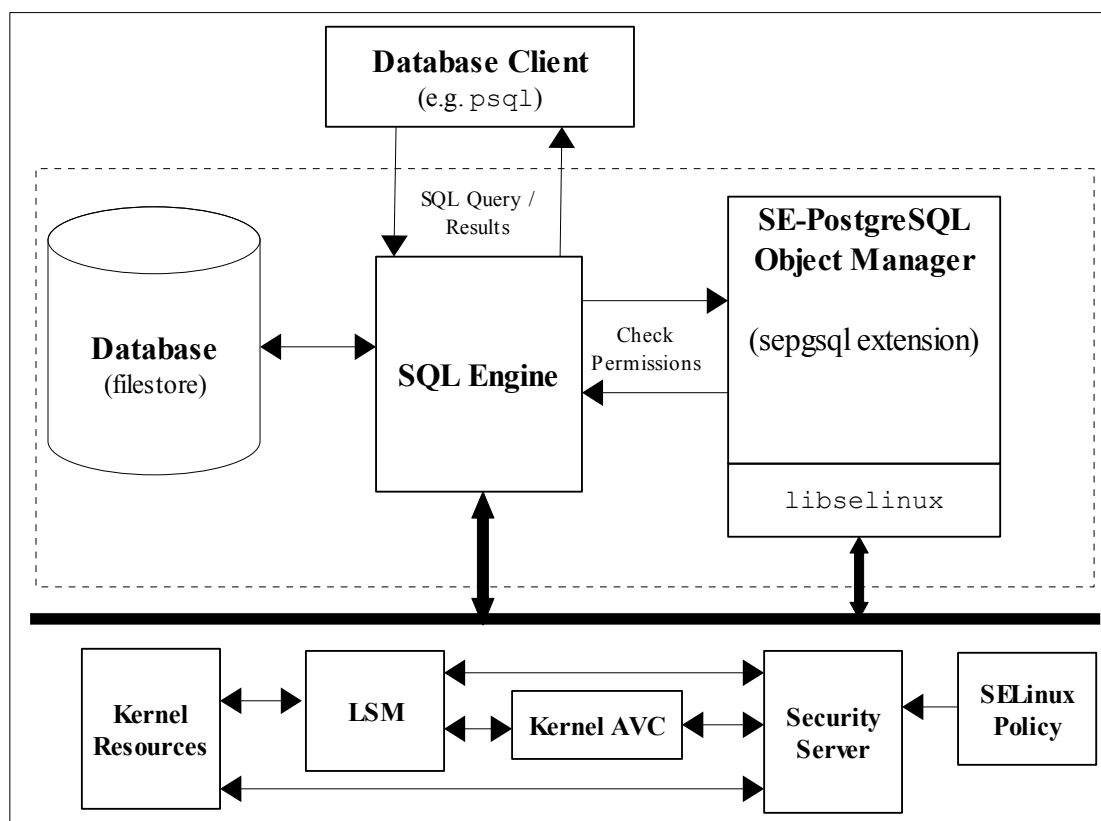 Database Client
(e.g. psql)
SQL Query /
Results
SE-PostgreSQL
Object Manager
(sepgsql extension)
Database
(filestore)
SQL Engine
Check
Permissions
libselinux
Kernel
Resources
LSM
Kernel AVC
Security
Server
SELinux
Policy